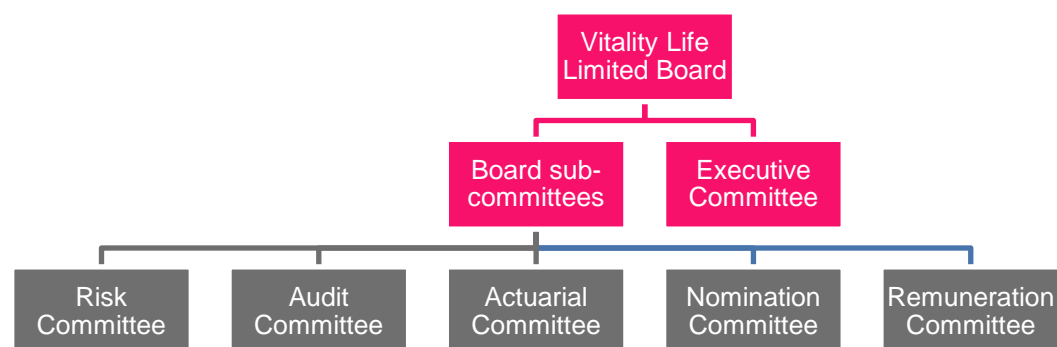 Vitality Life
Limited Board
Board sub-
committees
Executive
Committee
Risk
Committee
Audit
Committee
Actuarial
Committee
Nomination
Committee
Remuneration
Committee